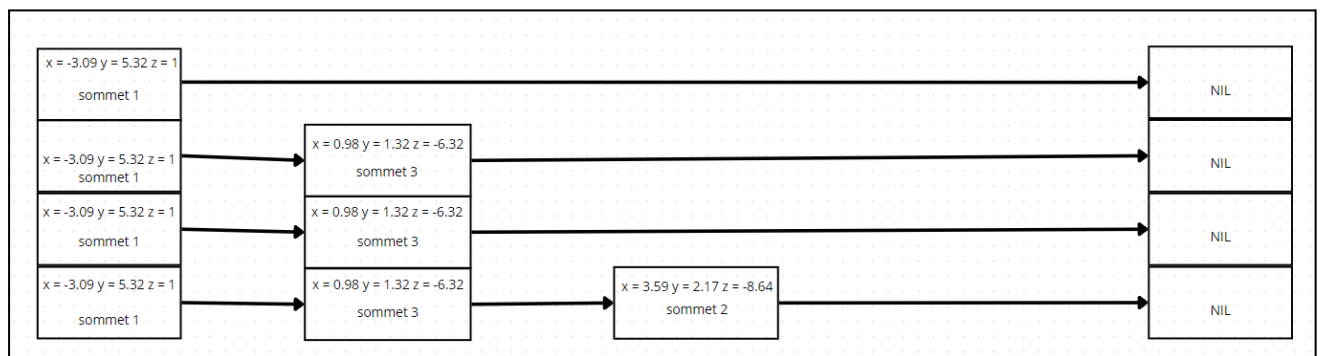 x = -3.09 y = 5.32 z = 1
sommet 1
NIL
x = -3.09 y = 5.32 z = 1
sommet 1
x = 0.98 y = 1.32 z = -6.32
sommet 3
NIL
x = -3.09 y = 5.32 z = 1
sommet 1
x = 0.98 y = 1.32 z = -6.32
sommet 3
NIL
x = -3.09 y = 5.32 z = 1
sommet 1
x = 0.98 y = 1.32 z = -6.32
sommet 3
x = 3.59 y = 2.17 z = -8.64
sommet 2
NIL